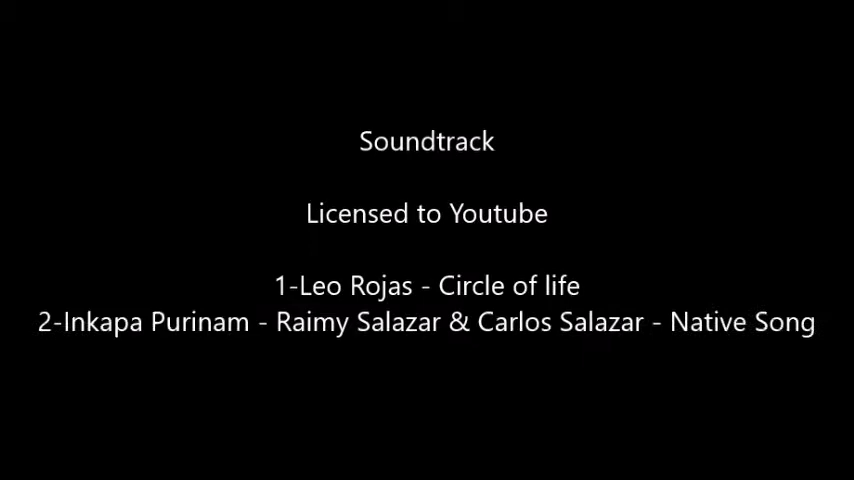 Soundtrack
Licensed to Youtube
1-Leo Rojas - Circle of life
2-Inkapa Purinam - Raimy Salazar & Carlos Salazar - Native Song